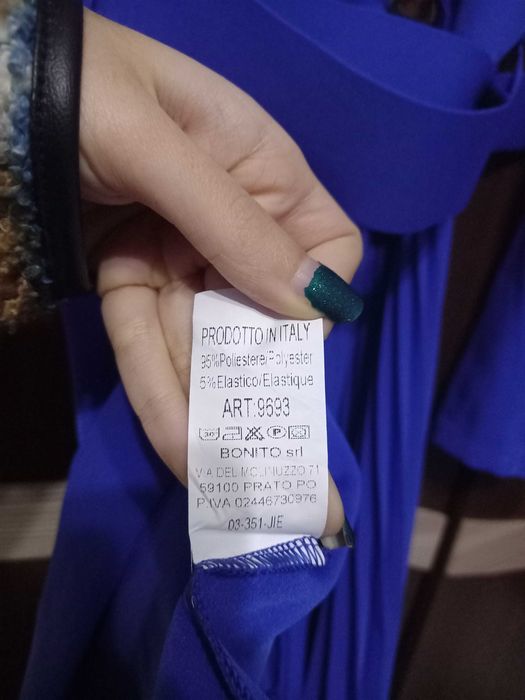 PRODOTTO IN ITALY
95%Poliestere/Polyester
5%Elastico/Elastique
ART:9693
30 P
BONITO srl
VIA DEL MOLINUZZO 71
59100 PRATO PO
P.IVA 02446730976
03-351-JIE